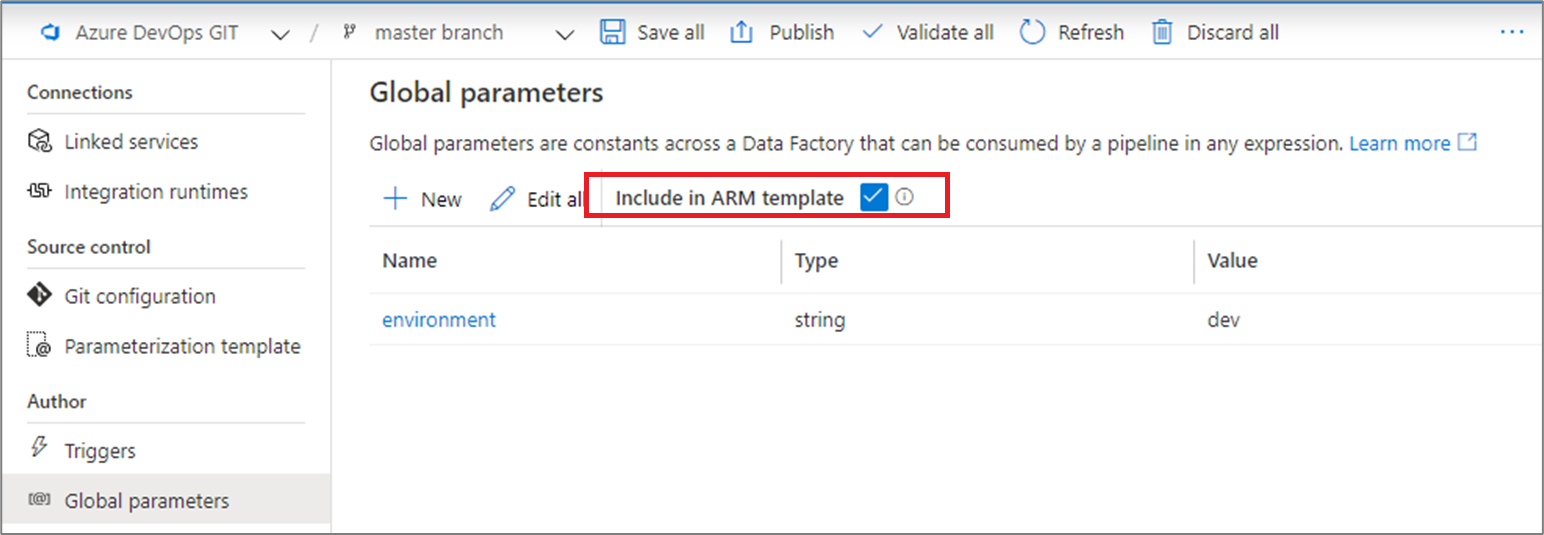 Azure DevOps GIT / master branch Save all Publish Validate all Refresh Discard all ...
Connections
Linked services
Integration runtimes
Source control
Git configuration
Parameterization template
Author
Triggers
Global parameters
Global parameters
Global parameters are constants across a Data Factory that can be consumed by a pipeline in any expression. Learn more
New Edit all Include in ARM template
Name Type Value
environment string dev